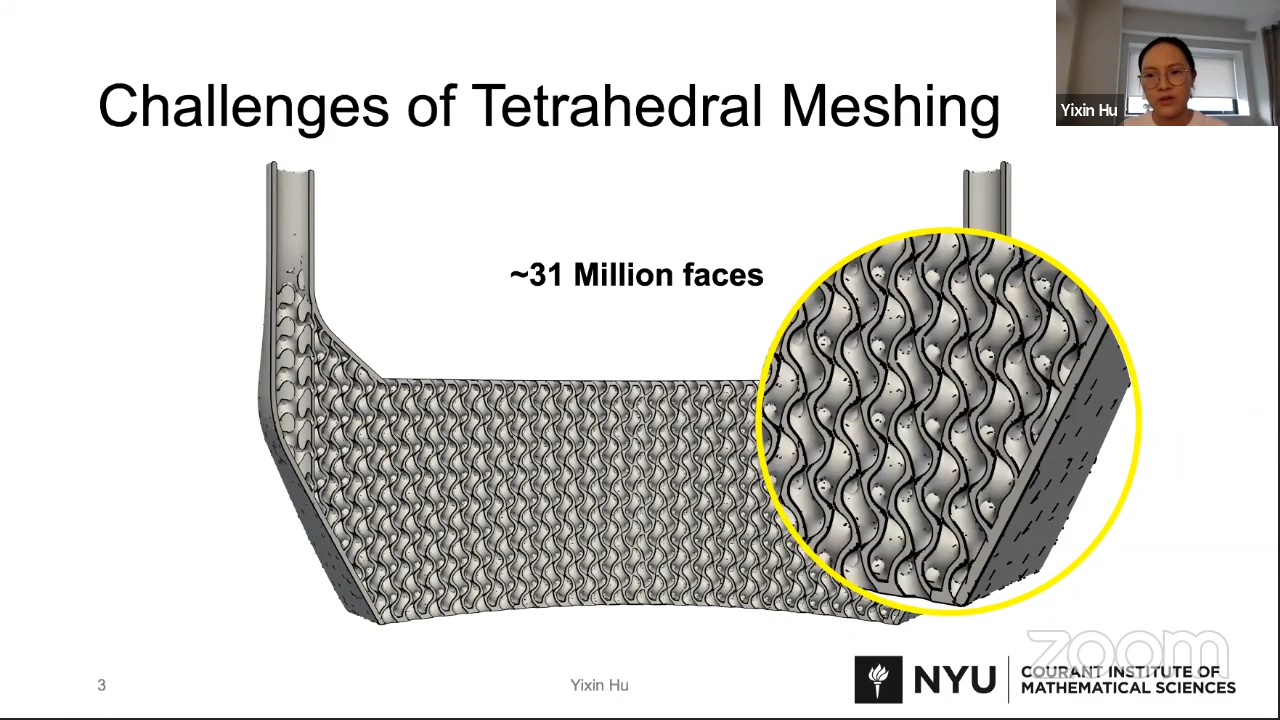 Challenges of Tetrahedral Meshing
Yixin Hu
~31 Million faces
zoom
3
Yixin Hu
NYU
COURANT INSTITUTE OF
MATHEMATICAL SCIENCES